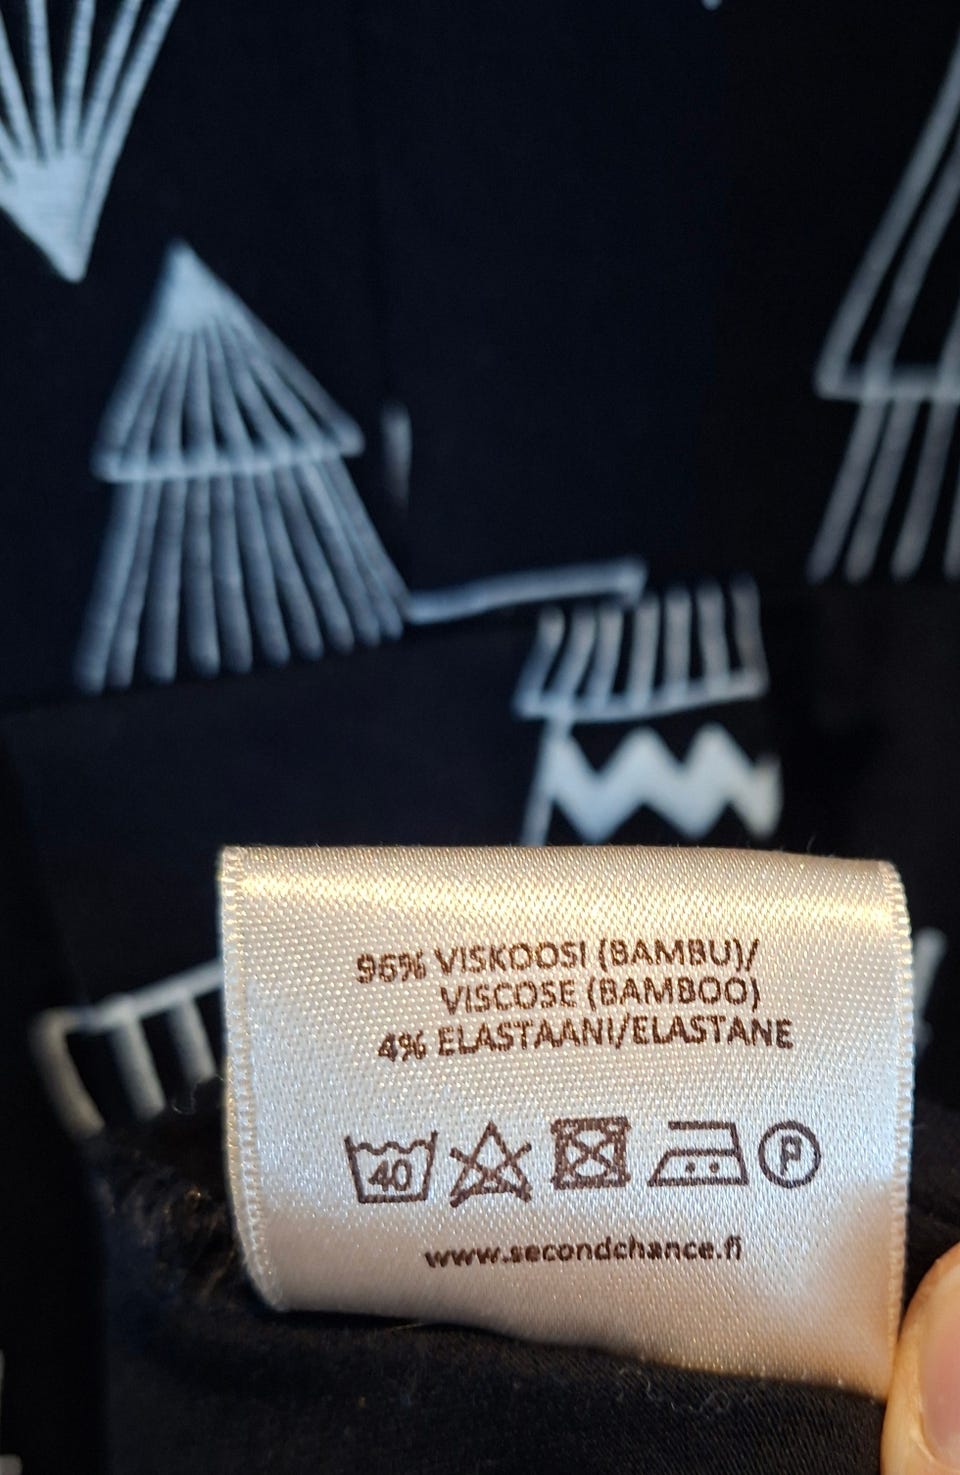 96% VISKOOSI (BAMBU)/
VISCOSE (BAMBOO)
4% ELASTAANI/ELASTANE
40 P
www.secondchance.fi